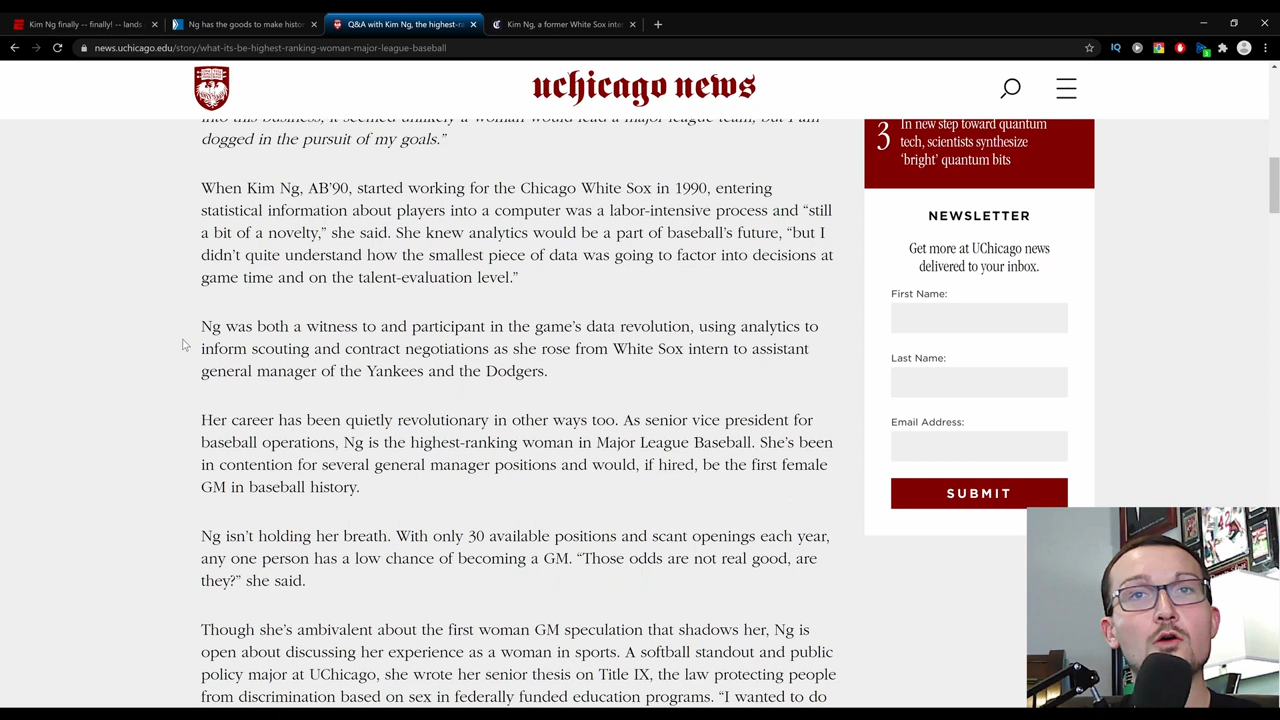 Kim Ng finally -- finally! -- lands
Ng has the goods to make histor
Q&A with Kim Ng, the highest-ra
Kim Ng, a former White Sox inte
news.uchicago.edu/story/what-its-be-highest-ranking-woman-major-league-baseball
uchicago news
into this business, it seemed unlikely a woman would lead a major league team, but I am
dogged in the pursuit of my goals.”
When Kim Ng, AB’90, started working for the Chicago White Sox in 1990, entering
statistical information about players into a computer was a labor-intensive process and “still
a bit of a novelty,” she said. She knew analytics would be a part of baseball’s future, “but I
didn’t quite understand how the smallest piece of data was going to factor into decisions at
game time and on the talent-evaluation level.”
Ng was both a witness to and participant in the game’s data revolution, using analytics to
inform scouting and contract negotiations as she rose from White Sox intern to assistant
general manager of the Yankees and the Dodgers.
Her career has been quietly revolutionary in other ways too. As senior vice president for
baseball operations, Ng is the highest-ranking woman in Major League Baseball. She’s been
in contention for several general manager positions and would, if hired, be the first female
GM in baseball history.
Ng isn’t holding her breath. With only 30 available positions and scant openings each year,
any one person has a low chance of becoming a GM. “Those odds are not real good, are
they?” she said.
Though she’s ambivalent about the first woman GM speculation that shadows her, Ng is
open about discussing her experience as a woman in sports. A softball standout and public
policy major at UChicago, she wrote her senior thesis on Title IX, the law protecting people
from discrimination based on sex in federally funded education programs. “I wanted to do
3
In new step toward quantum
tech, scientists synthesize
‘bright’ quantum bits
NEWSLETTER
Get more at UChicago news
delivered to your inbox.
First Name:
Last Name:
Email Address:
SUBMIT